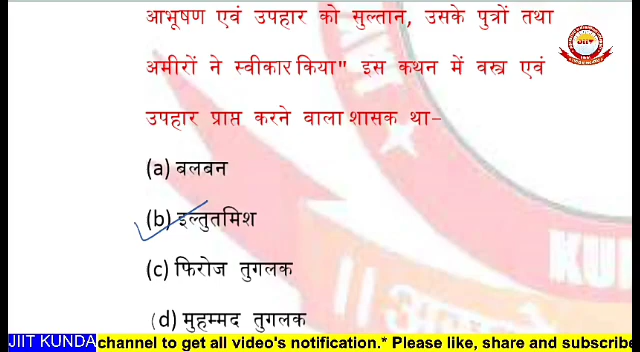 आभूषण एवं उपहार को सुल्तान, उसके पुत्रों तथा
अमीरों ने स्वीकार किया" इस कथन में वस्त्र एवं
उपहार प्राप्त करने वाला शासक था-
(a) बलबन
(b) इल्तुतमिश
(c) फिरोज तुगलक
(d) मुहम्मद तुगलक
JIIT KUNDA channel to get all video's notification.* Please like, share and subscribe